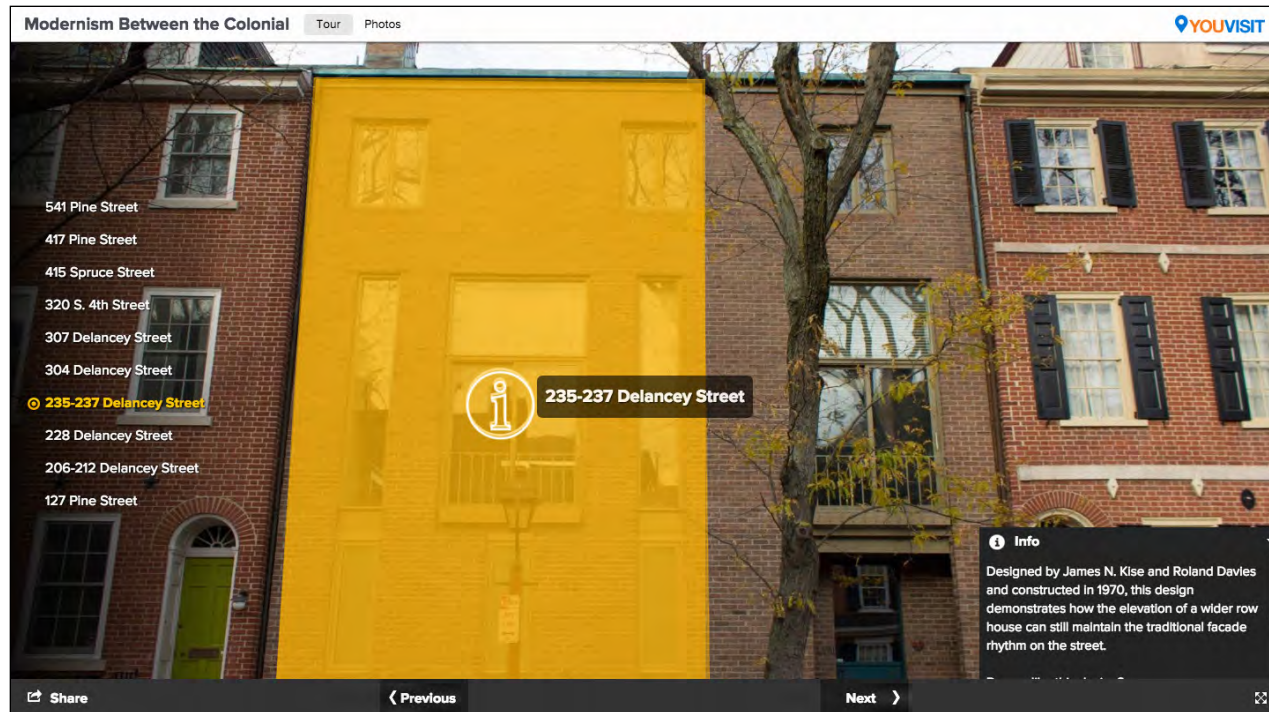 Modernism Between the Colonial
Tour
Photos
YOUVISIT
541 Pine Street
417 Pine Street
415 Spruce Street
320 S. 4th Street
307 Delancey Street
304 Delancey Street
235-237 Delancey Street
228 Delancey Street
206-212 Delancey Street
127 Pine Street
i
235-237 Delancey Street
i Info
Designed by James N. Kise and Roland Davies
and constructed in 1970, this design
demonstrates how the elevation of a wider row
house can still maintain the traditional facade
rhythm on the street.
Share
Previous
Next